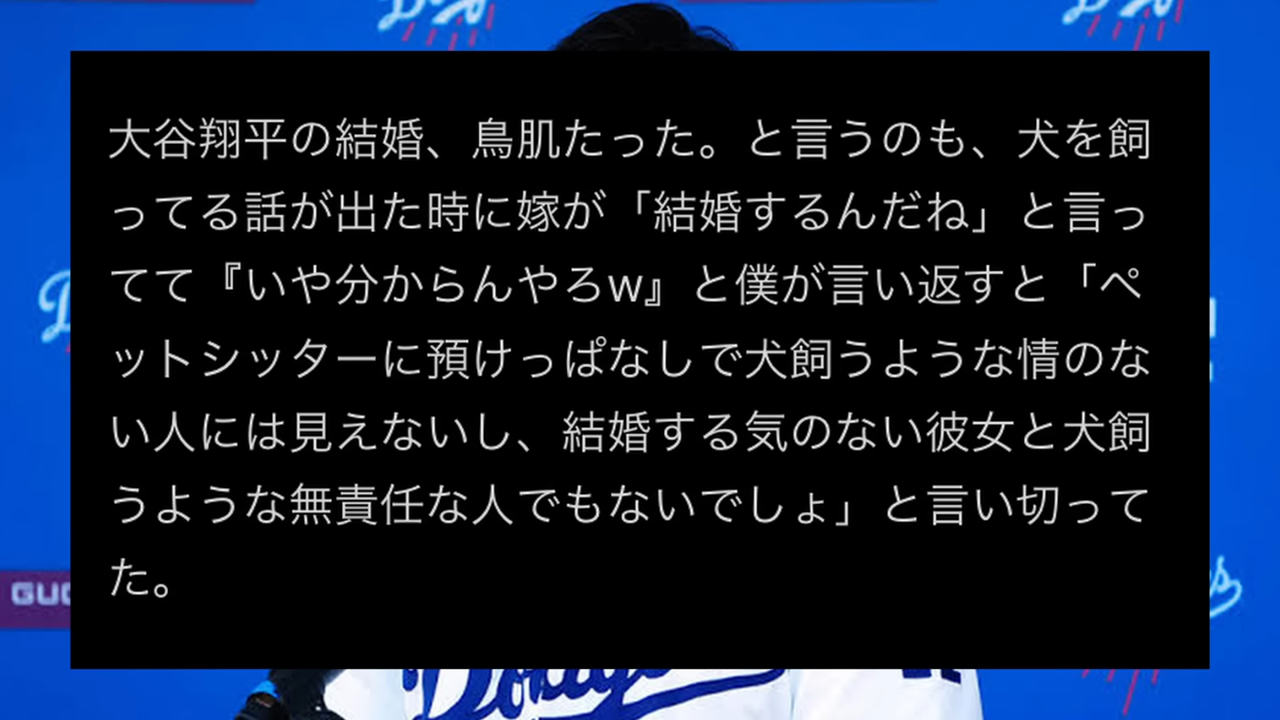 大谷翔平の結婚、鳥肌たった。と言うのも、犬を飼
ってる話が出た時に嫁が「結婚するんだね」と言っ
てて『いや分からんやろw』と僕が言い返すと「ペ
ットシッターに預けっぱなしで犬飼うような情のな
い人には見えないし、結婚する気のない彼女と犬飼
うような無責任な人でもないでしょ」と言い切って
た。
Dodgers